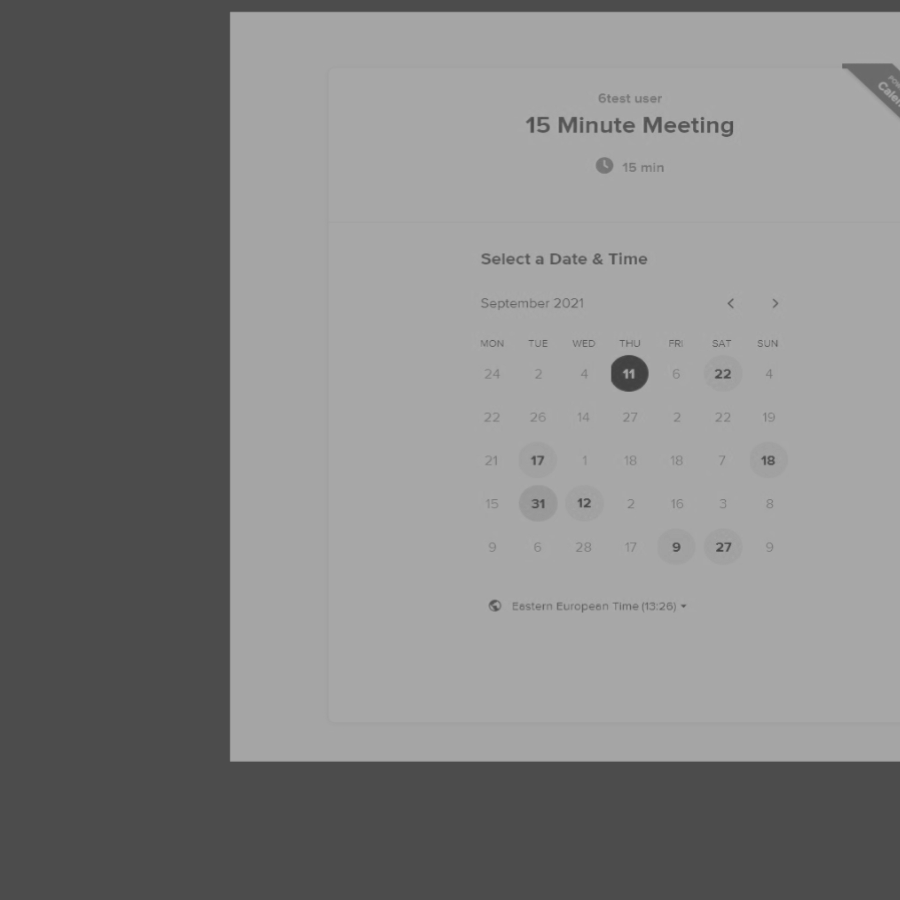 6test user
15 Minute Meeting
15 min
Select a Date & Time
September 2021
MON TUE WED THU FRI SAT SUN
24 2 4 11 6 22 4
22 26 14 27 2 22 19
21 17 1 18 18 7 18
15 31 12 2 16 3 8
9 6 28 17 9 27 9
Eastern European Time (13:26)